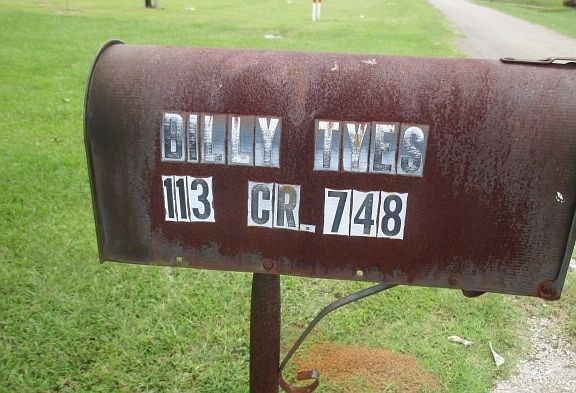 BILLY TYES
113 CR. 748